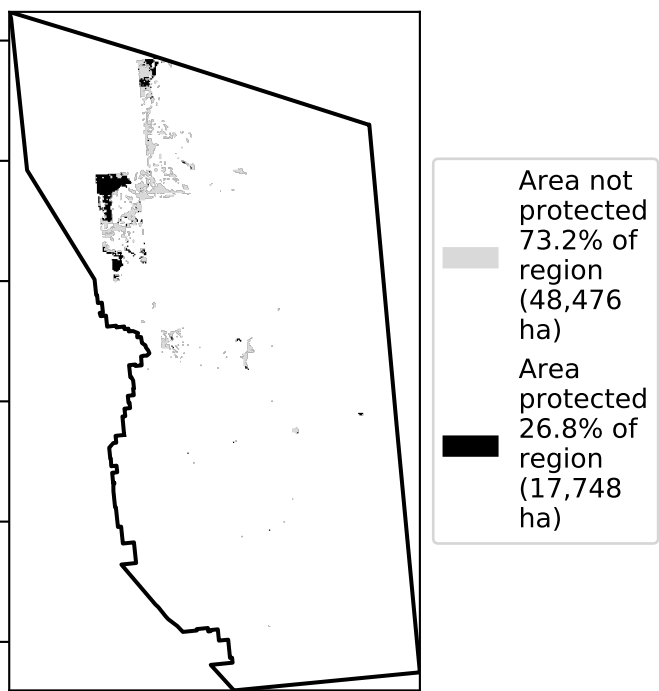 Area not
protected
73.2% of
region
(48,476
ha)
Area
protected
26.8% of
region
(17,748
ha)